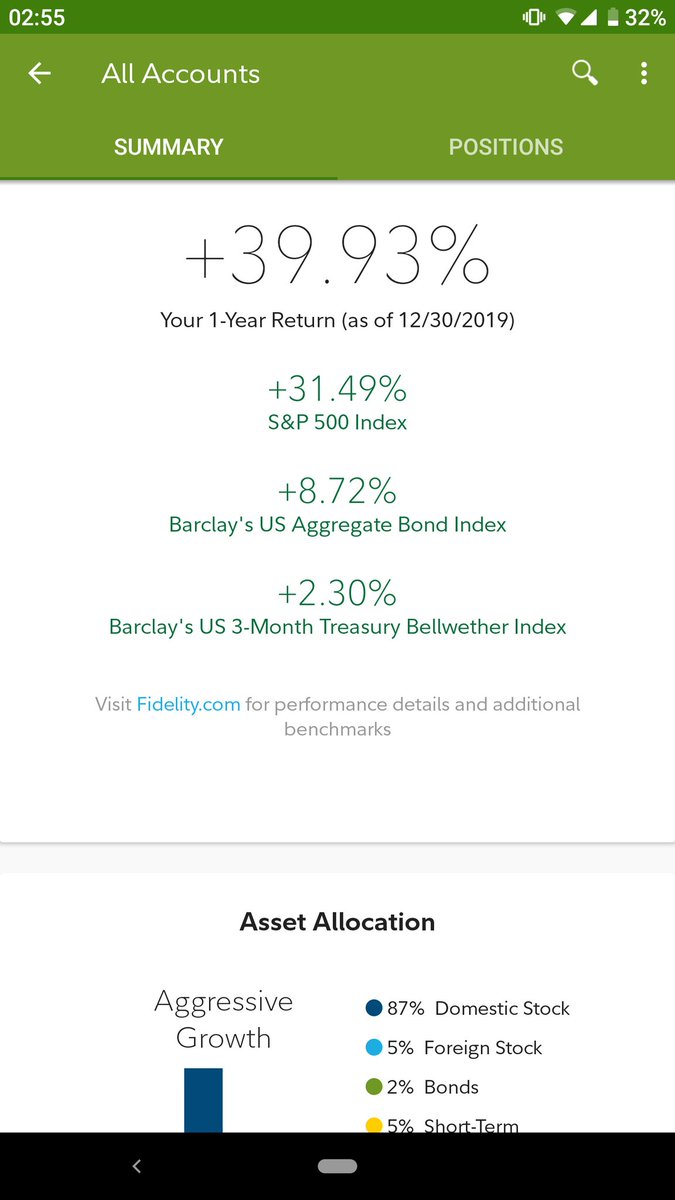 02:55
32%
All Accounts
SUMMARY
POSITIONS
+39.93%
Your 1-Year Return (as of 12/30/2019)
+31.49%
S&P 500 Index
+8.72%
Barclay's US Aggregate Bond Index
+2.30%
Barclay's US 3-Month Treasury Bellwether Index
Visit Fidelity.com for performance details and additional
benchmarks
Asset Allocation
Aggressive
Growth
87% Domestic Stock
5% Foreign Stock
2% Bonds
5% Short-Term